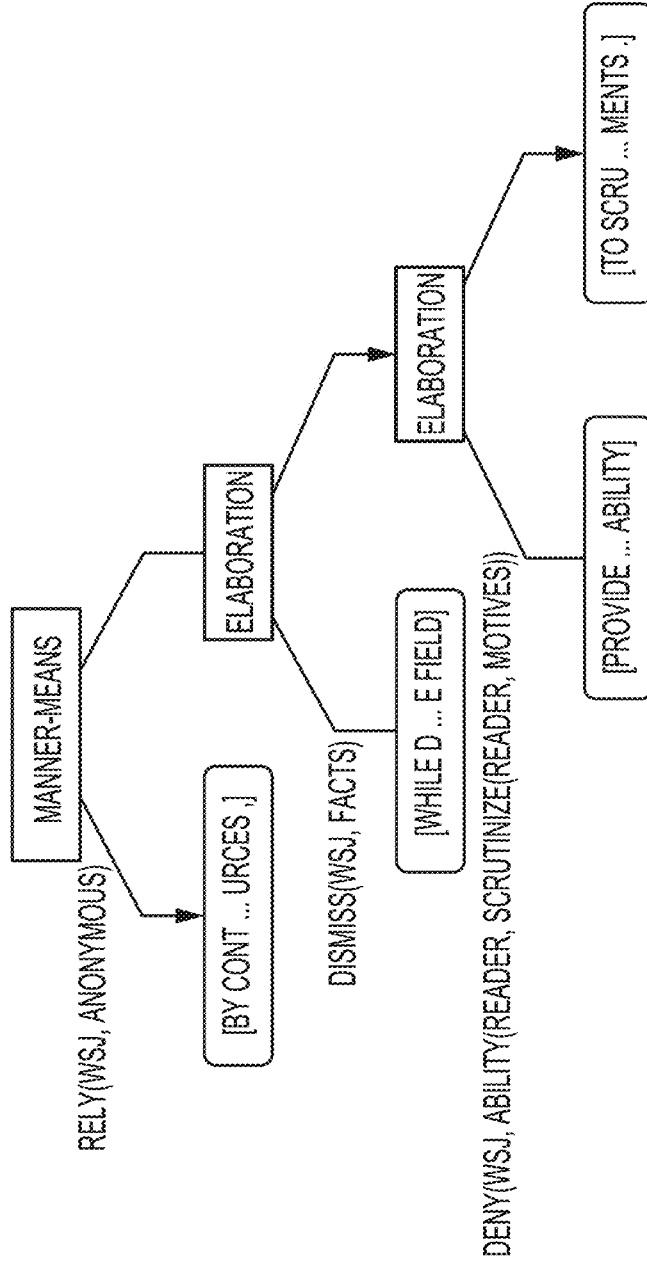 MANNER-MEANS
RELY(WSJ, ANONYMOUS)
[BY CONT ... URCES ,]
ELABORATION
DISMISS(WSJ, FACTS)
[WHILE D ... E FIELD]
ELABORATION
DENY(WSJ, ABILITY(READER, SCRUTINIZE(READER, MOTIVES))
[PROVIDE ... ABILITY]
[TO SCRU ... MENTS ,]